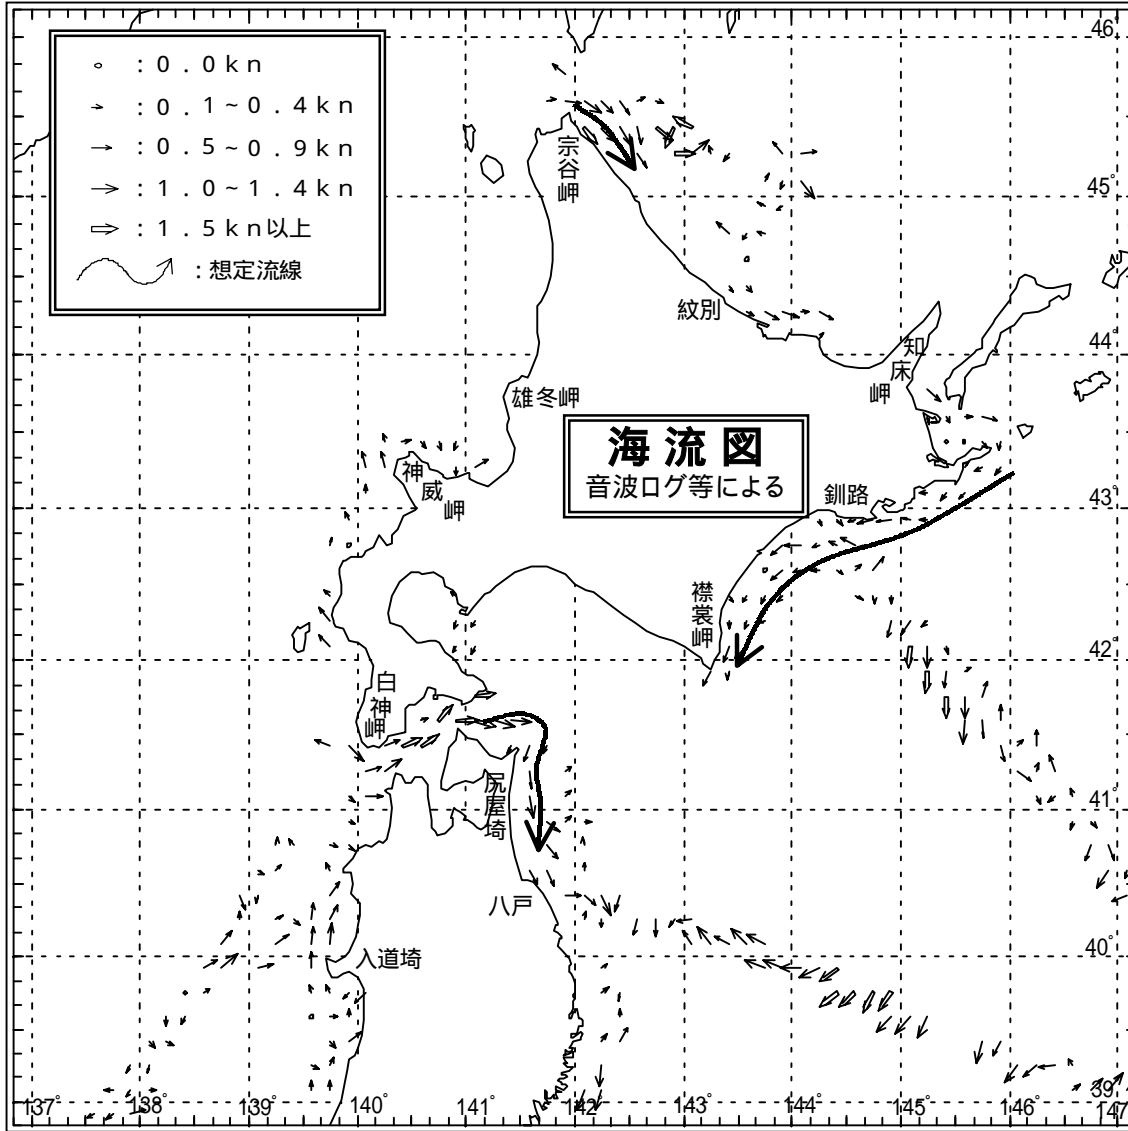 ：０．０ｋｎ
：０．１～０．４ｋｎ
：０．５～０．９ｋｎ
：１．０～１．４ｋｎ
：１．５ｋｎ以上
：想定流線
46°
宗谷岬
45°
紋別
44°
知床岬
雄冬岬
海流図
音波ログ等による
神威岬
釧路
43°
襟裳岬
42°
白神岬
尻屋埼
41°
八戸
入道埼
40°
39°
137° 138° 139° 140° 141° 142° 143° 144° 145° 146° 147°